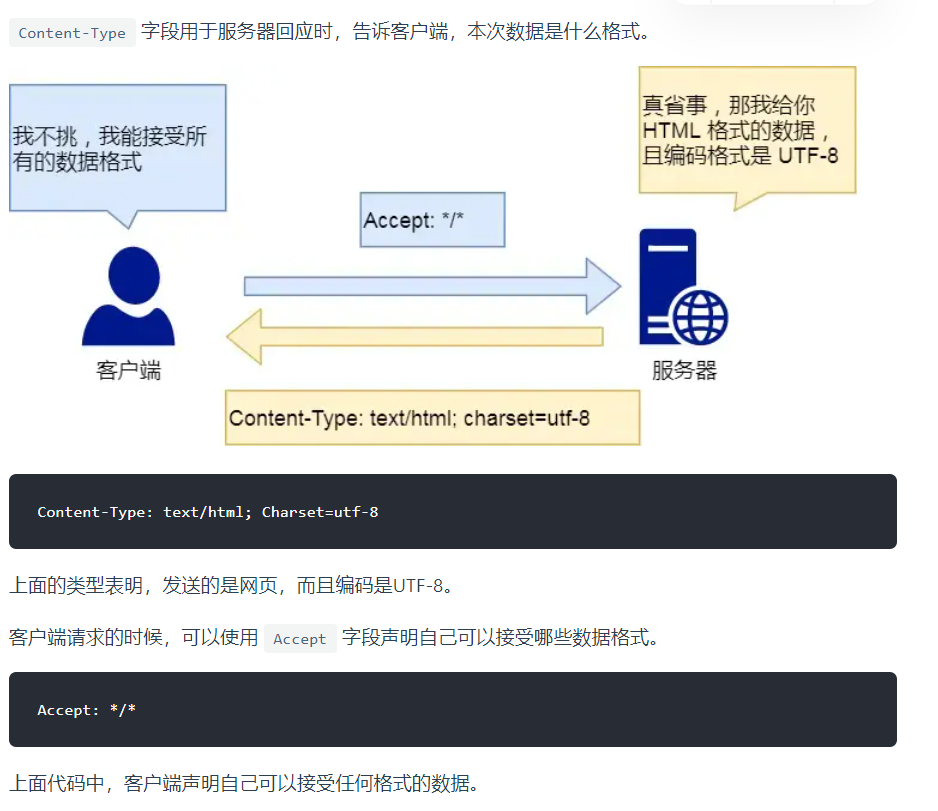 Content-Type 字段用于服务器回应时，告诉客户端，本次数据是什么格式。
我不挑，我能接受所
有的数据格式
真省事，那我给你
HTML 格式的数据，
且编码格式是 UTF-8
Accept: */*
客户端
服务器
Content-Type: text/html; charset=utf-8
Content-Type: text/html; Charset=utf-8
上面的类型表明，发送的是网页，而且编码是UTF-8。
客户端请求的时候，可以使用 Accept 字段声明自己可以接受哪些数据格式。
Accept: */*
上面代码中，客户端声明自己可以接受任何格式的数据。